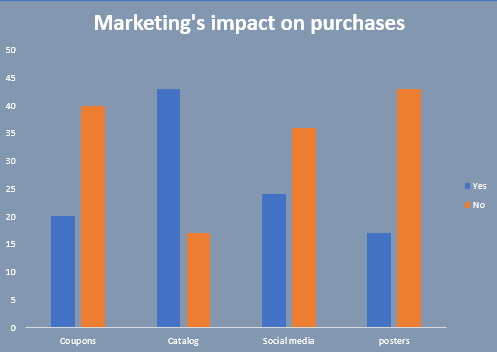 Marketing's impact on purchases
50
45
40
35
30
25
20
15
10
5
0
Yes
No
Coupons Catalog Social media posters